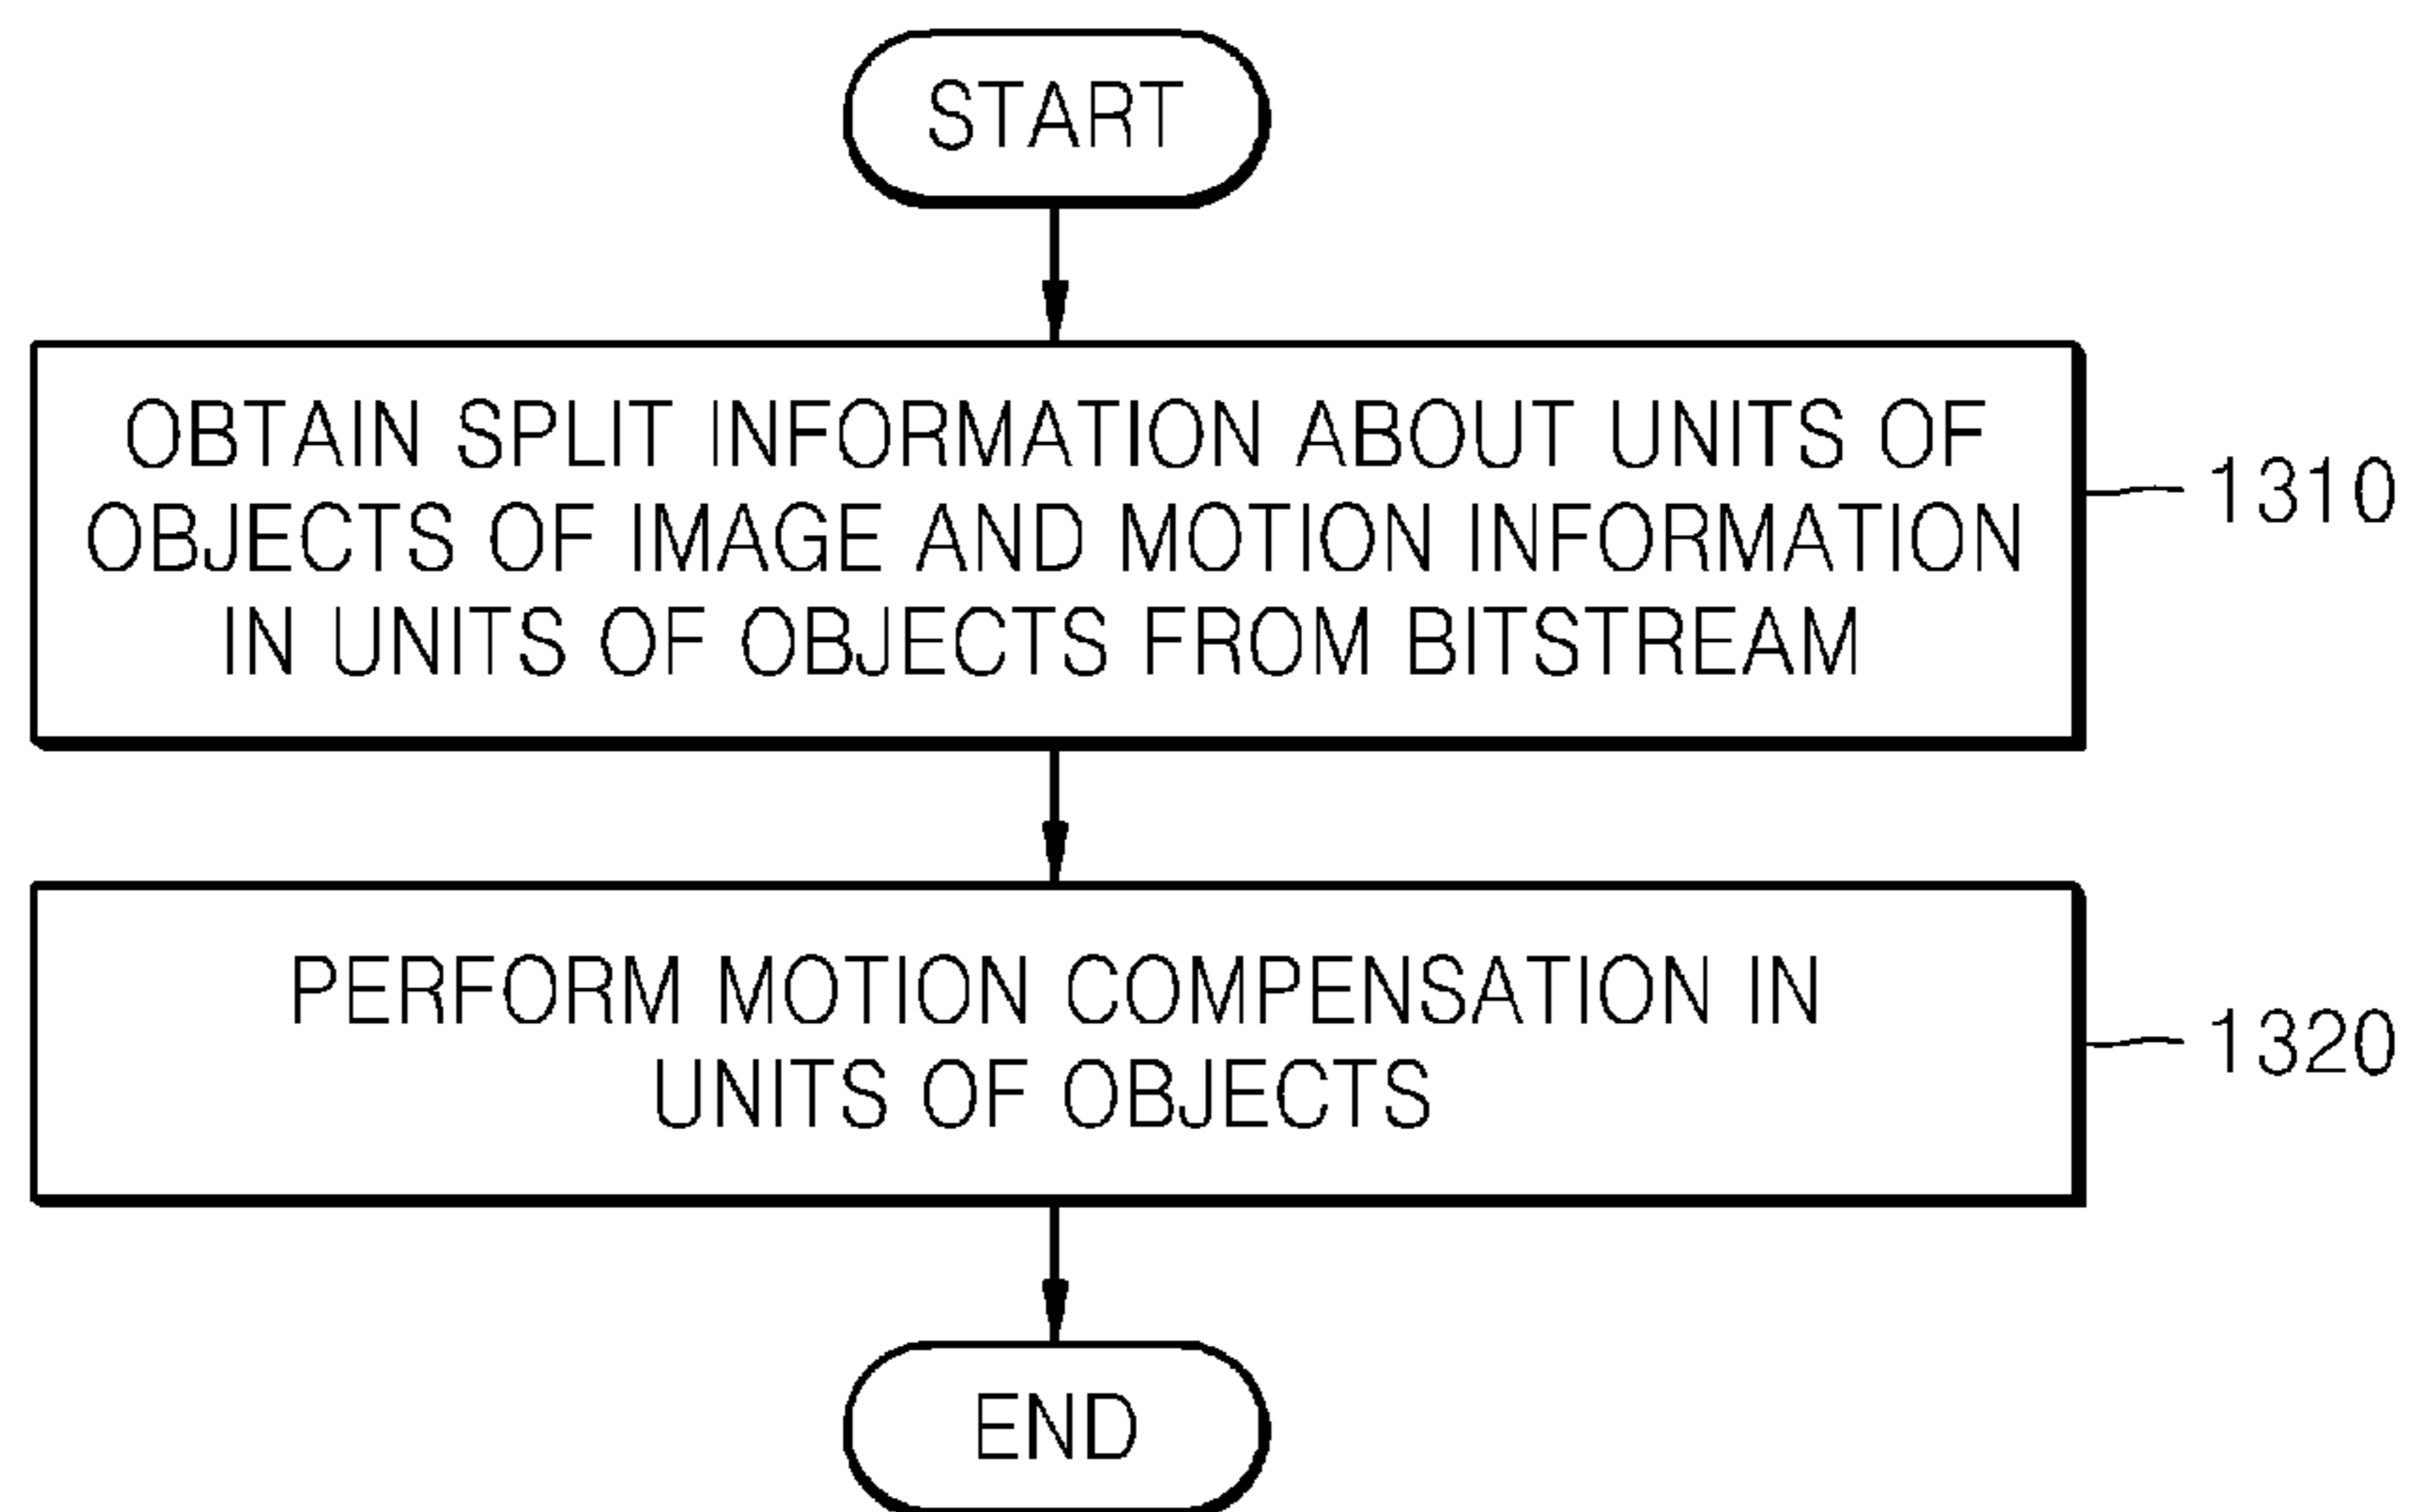 START
OBTAIN SPLIT INFORMATION ABOUT UNITS OF
OBJECTS OF IMAGE AND MOTION INFORMATION
IN UNITS OF OBJECTS FROM BITSTREAM
1310
PERFORM MOTION COMPENSATION IN
UNITS OF OBJECTS
1320
END